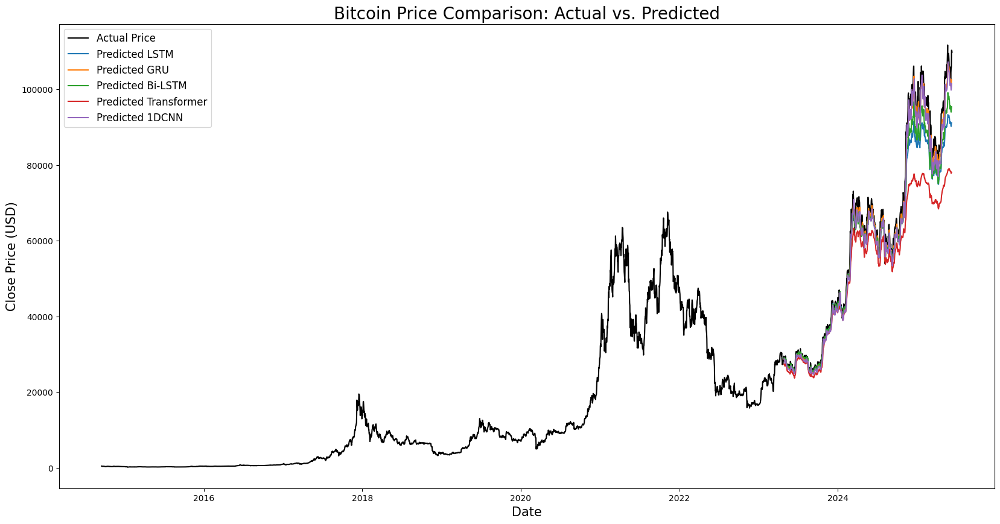 Bitcoin Price Comparison: Actual vs. Predicted
Actual Price
Predicted LSTM
Predicted GRU
Predicted Bi-LSTM
Predicted Transformer
Predicted 1DCNN
Close Price (USD)
100000
80000
60000
40000
20000
0
2016
2018
2020
2022
2024
Date